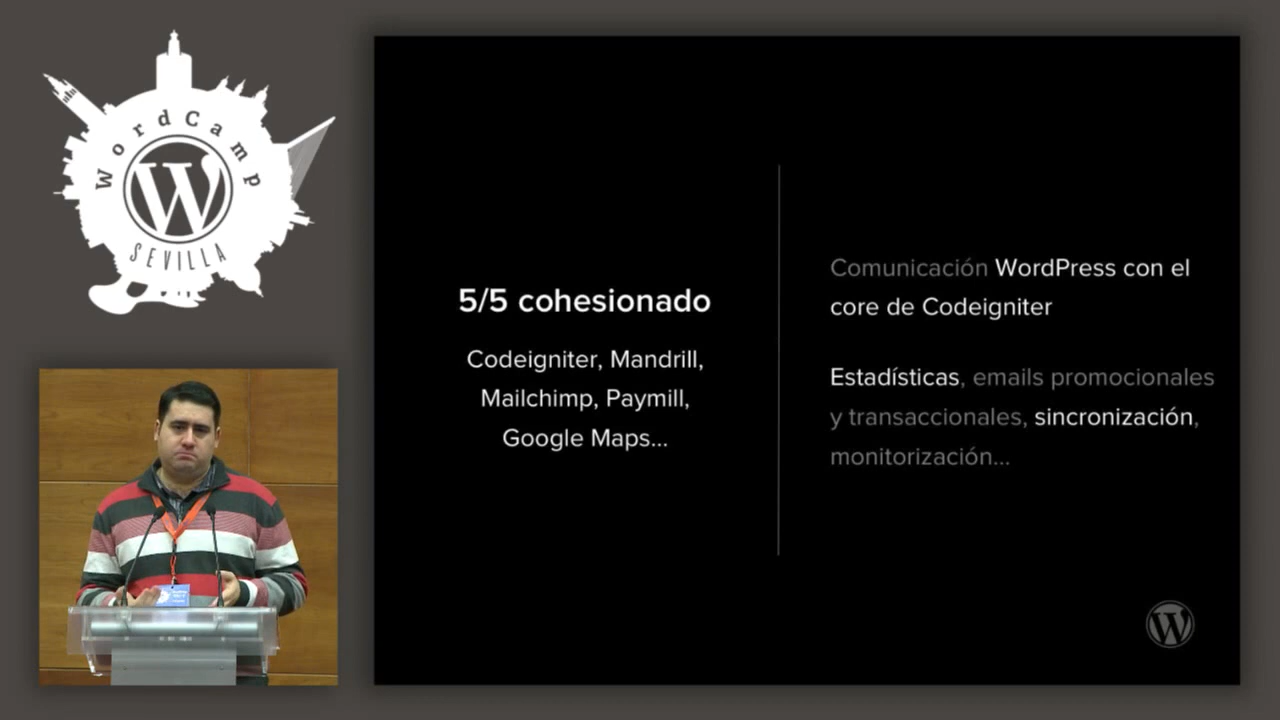 WordCamp
SEVILLA
5/5 cohesionado
Codeigniter, Mandrill,
Mailchimp, Paymill,
Google Maps...
Comunicación WordPress con el
core de Codeigniter
Estadísticas, emails promocionales
y transaccionales, sincronización,
monitorización...